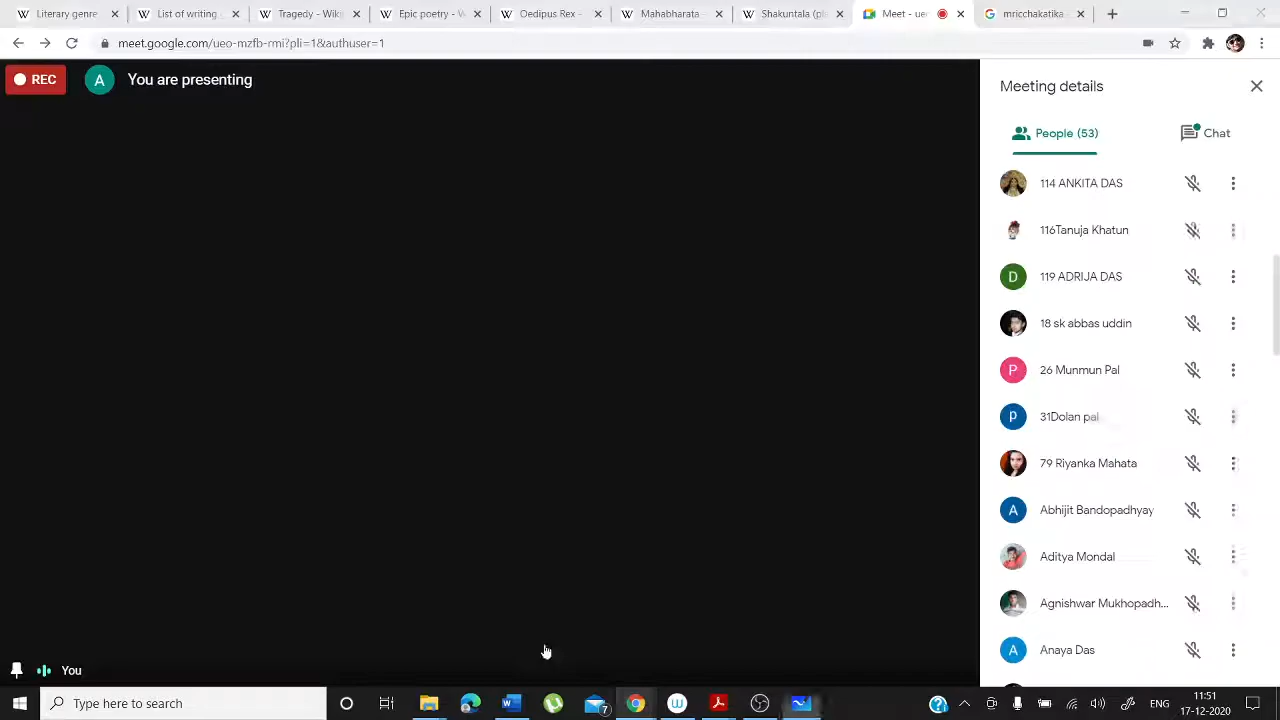 Literary genre
List of writing
Tragedy - Wiki
Epic poetry - W
Oedipus Rex -
Mahabharata
Shakuntala (pl
Meet - ueo
mricchakatika
meet.google.com/ueo-mzfb-rmi?pli=1&authuser=1
REC
A
You are presenting
Meeting details
People (53)
Chat
114 ANKITA DAS
116Tanuja Khatun
D
119 ADRIJA DAS
18 sk abbas uddin
P
26 Munmun Pal
P
31Dolan pal
79 Riyanka Mahata
A
Abhijit Bandopadhyay
Aditya Mondal
Agnishwar Mukhopadh...
A
Anaya Das
You
Type here to search
7
ENG
11:51
17-12-2020